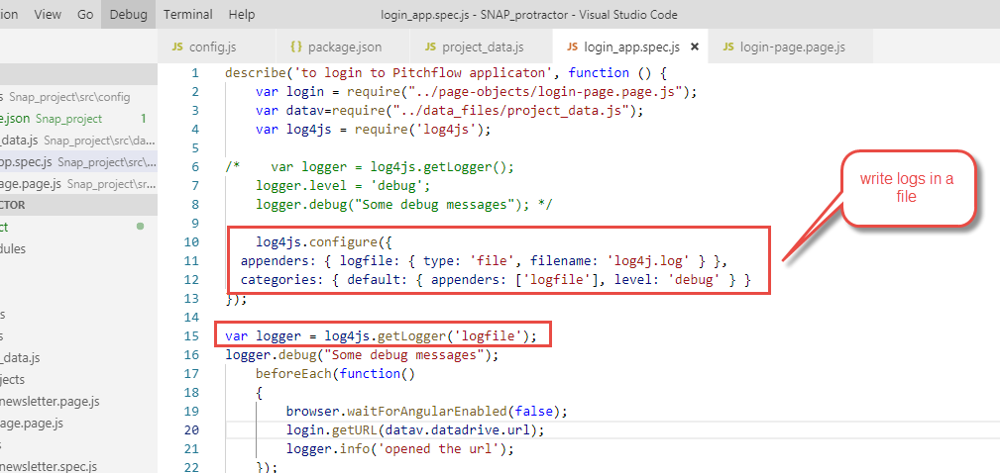 tion View Go Debug Terminal Help login_app.spec.js - SNAP_protractor - Visual Studio Code
JS config.js { } package.json JS project_data.js JS login_app.spec.js × JS login-page.page.js
s Snap_project\src\config
e.json Snap_project 1
_data.js Snap_project\src\da...
pp.spec.js Snap_project\src\...
age.page.js Snap_project\sr...
CTOR
ct
dules
s
s
_data.js
jects
newsletter.page.js
age.page.js
s
newsletter.spec.js
1 describe('to login to Pitchflow applicaton', function () {
2 var login = require("../page-objects/login-page.page.js");
3 var datav=require("../data_files/project_data.js");
4 var log4js = require('log4js');
5
6 /* var logger = log4js.getLogger();
7 logger.level = 'debug';
8 logger.debug("Some debug messages"); */
9
10 log4js.configure({
11 appenders: { logfile: { type: 'file', filename: 'log4j.log' } },
12 categories: { default: { appenders: ['logfile'], level: 'debug' } }
13 });
14
15 var logger = log4js.getLogger('logfile');
16 logger.debug("Some debug messages");
17 beforeEach(function()
18 {
19 browser.waitForAngularEnabled(false);
20 login.getURL(datav.datadrive.url);
21 logger.info('opened the url');
22 });
write logs in a
file